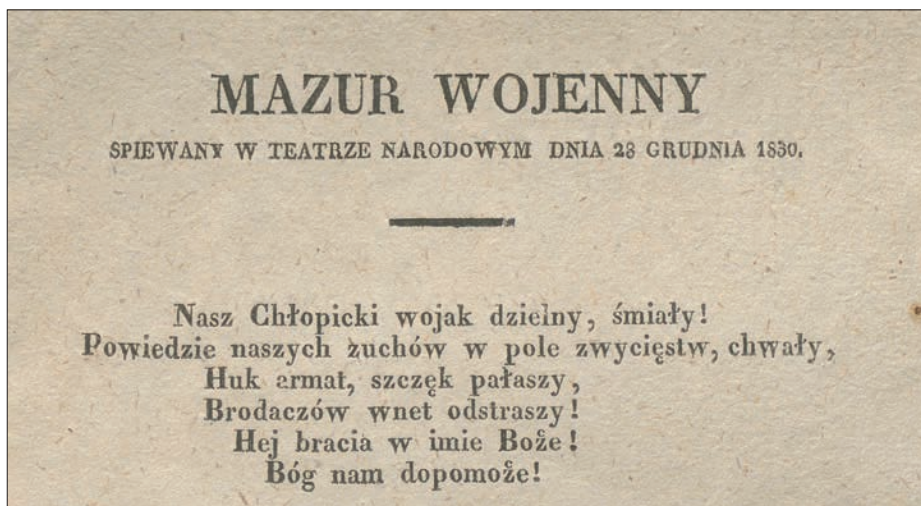 MAZUR WOJENNY
SPIEWANY W TEATRZE NARODOWYM DNIA 28 GRUDNIA 1830.
Nasz Chłopicki wojak dzielny, śmiały!
Powiedzie naszych zuchów w pole zwycięstw, chwały,
Huk armat, szczęk pałaszy,
Brodaczów wnet odstraszy!
Hej bracia w imie Boże!
Bóg nam dopomoże!